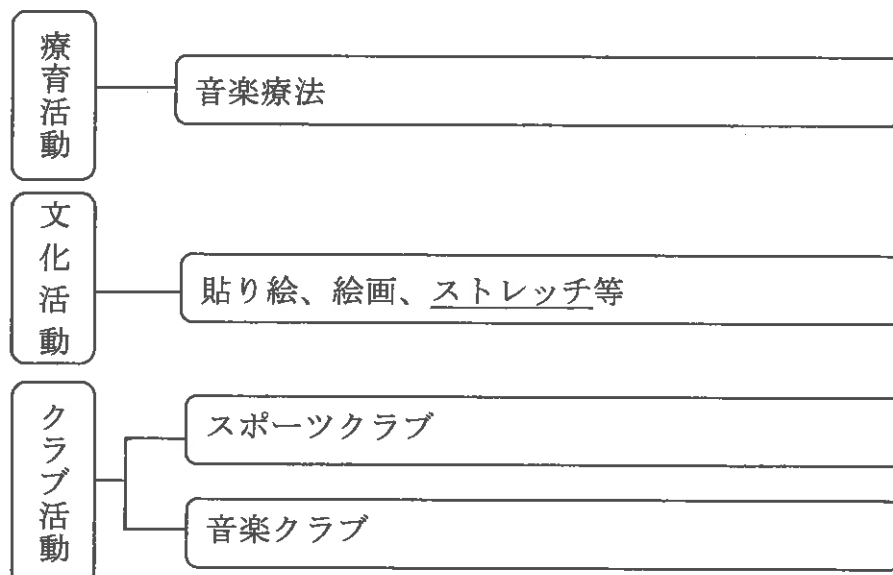 療育活動
音楽療法
文化活動
貼り絵、絵画、ストレッチ等
クラブ活動
スポーツクラブ
音楽クラブ